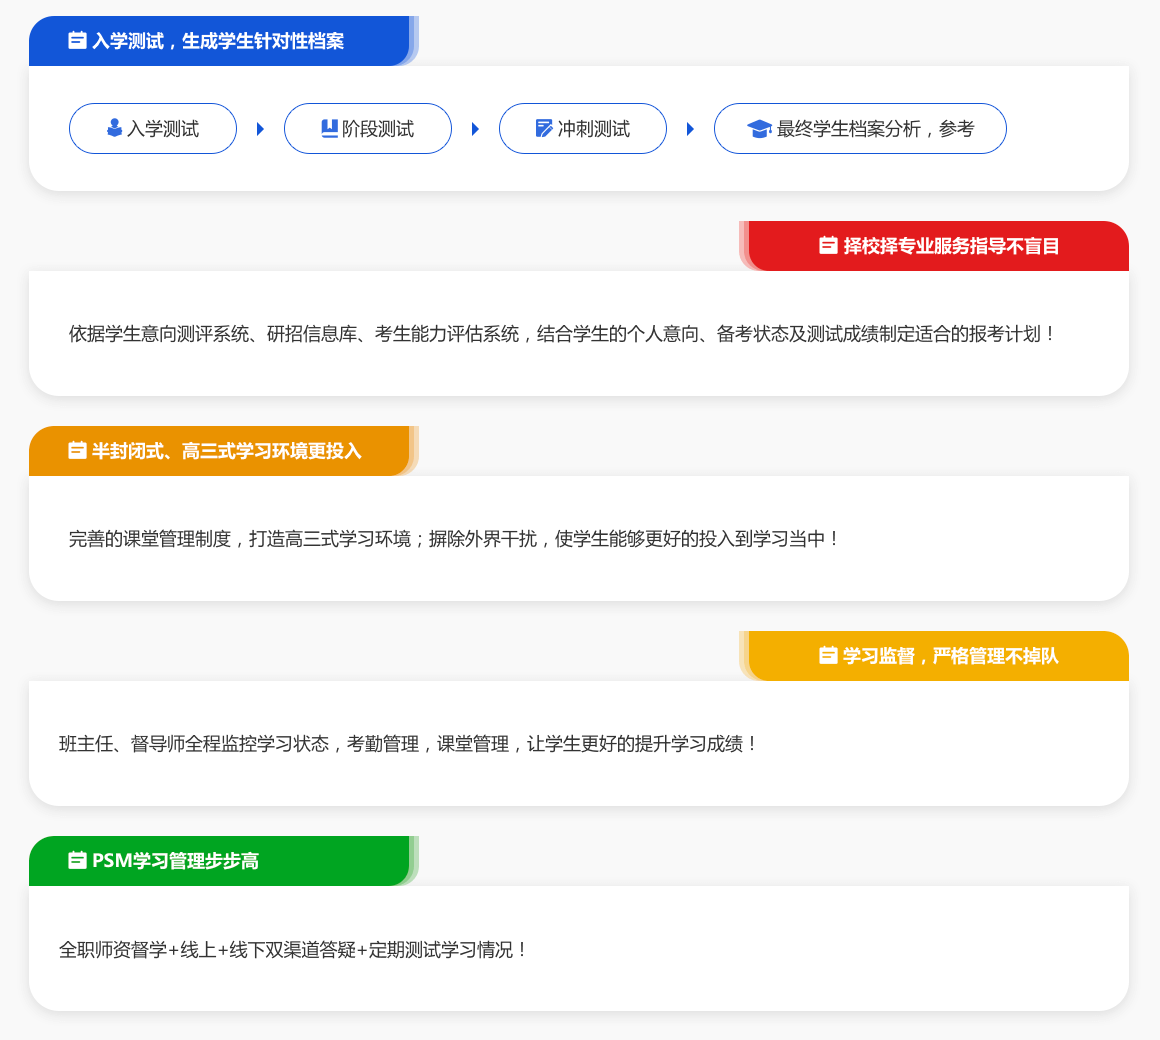 入学测试，生成学生针对性档案
入学测试 阶段测试 冲刺测试 最终学生档案分析，参考
择校择专业服务指导不盲目
依据学生意向测评系统、研招信息库、考生能力评估系统，结合学生的个人意向、备考状态及测试成绩制定适合的报考计划！
半封闭式、高三式学习环境更投入
完善的课堂管理制度，打造高三式学习环境；摒除外界干扰，使学生能够更好的投入到学习当中！
学习监督，严格管理不掉队
班主任、督导师全程监控学习状态，考勤管理，课堂管理，让学生更好的提升学习成绩！
PSM学习管理步步高
全职师资督学+线上+线下双渠道答疑+定期测试学习情况！